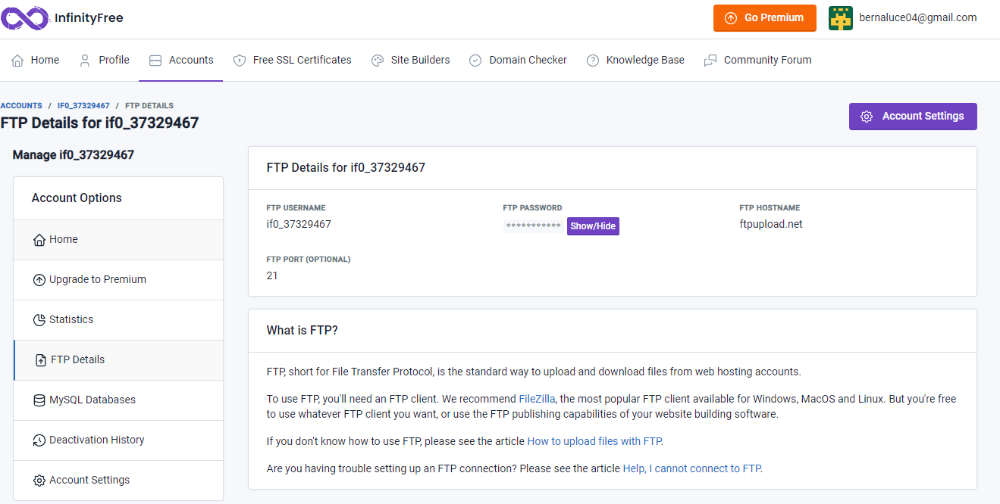 InfinityFree
Go Premium
bernaluce04@gmail.com
Home
Profile
Accounts
Free SSL Certificates
Site Builders
Domain Checker
Knowledge Base
Community Forum
ACCOUNTS / IF0_37329467 / FTP DETAILS
FTP Details for if0_37329467
Account Settings
Manage if0_37329467
Account Options
Home
Upgrade to Premium
Statistics
FTP Details
MySQL Databases
Deactivation History
Account Settings
FTP Details for if0_37329467
FTP USERNAME
if0_37329467
FTP PASSWORD
*********** Show/Hide
FTP HOSTNAME
ftpupload.net
FTP PORT (OPTIONAL)
21
What is FTP?
FTP, short for File Transfer Protocol, is the standard way to upload and download files from web hosting accounts.
To use FTP, you'll need an FTP client. We recommend FileZilla, the most popular FTP client available for Windows, MacOS and Linux. But you're free
to use whatever FTP client you want, or use the FTP publishing capabilities of your website building software.
If you don't know how to use FTP, please see the article How to upload files with FTP.
Are you having trouble setting up an FTP connection? Please see the article Help, I cannot connect to FTP.